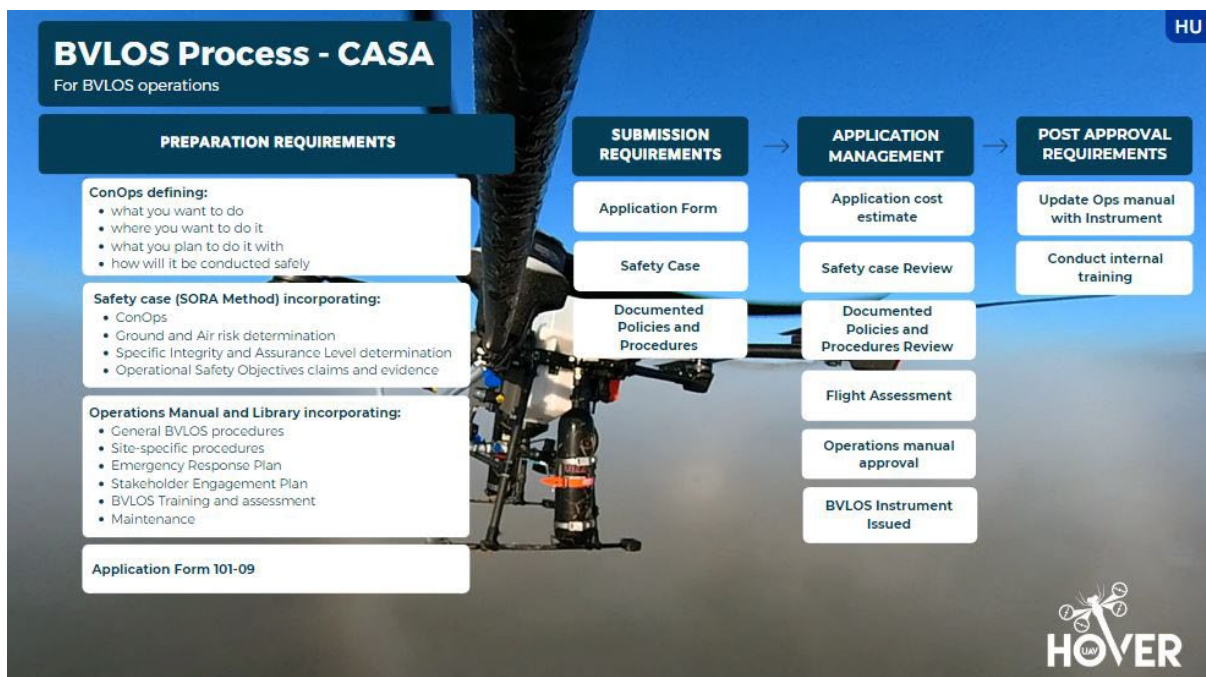 HU
BVLOS Process - CASA
For BVLOS operations
PREPARATION REQUIREMENTS
ConOps defining:
• what you want to do
• where you want to do it
• what you plan to do it with
• how will it be conducted safely
Safety case (SORA Method) incorporating:
• ConOps
• Ground and Air risk determination
• Specific Integrity and Assurance Level determination
• Operational Safety Objectives claims and evidence
Operations Manual and Library incorporating:
• General BVLOS procedures
• Site-specific procedures
• Emergency Response Plan
• Stakeholder Engagement Plan
• BVLOS Training and assessment
• Maintenance
Application Form 101-09
SUBMISSION
REQUIREMENTS
Application Form
Safety Case
Documented
Policies and
Procedures
APPLICATION
MANAGEMENT
Application cost
estimate
Safety case Review
Documented
Policies and
Procedures Review
Flight Assessment
Operations manual
approval
BVLOS Instrument
Issued
POST APPROVAL
REQUIREMENTS
Update Ops manual
with Instrument
Conduct internal
training
HOVER
UAV